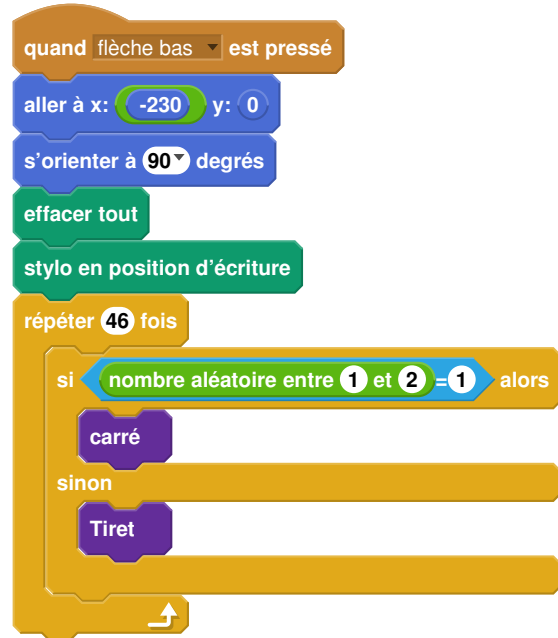 quand flèche bas est pressé
aller à x: -230 y: 0
s'orienter à 90 degrés
effacer tout
stylo en position d'écriture
répéter 46 fois
si nombre aléatoire entre 1 et 2 = 1 alors
carré
sinon
Tiret